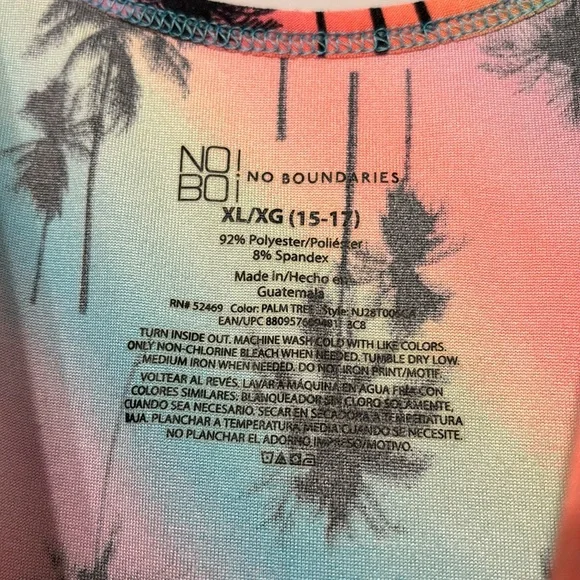 NO!
BO¡ NO BOUNDARIES
XL/XG (15-17)
92% Polyester/Poliéster
8% Spandex
Made in/Hecho en
Guatemala
RN# 52469 Color: PALM TREE Style:
EAN/UPC
TURN INSIDE OUT. MACHINE WASH COLD WITH LIKE COLORS.
ONLY NON-CHLORINE BLEACH WHEN NEEDED. TUMBLE DRY LOW.
MEDIUM IRON WHEN NEEDED. DO NOT IRON PRINT/MOTIF.
VOLTEAR AL REVÉS. LAVAR A MÁQUINA EN AGUA FRÍA CON
COLORES SIMILARES. BLANQUEADOR SIN CLORO SOLAMENTE,
CUANDO SEA NECESARIO. SECAR EN SECADORA A TEMPERATURA
BAJA. PLANCHAR A TEMPERATURA MEDIA CUANDO SE NECESITE.
NO PLANCHAR EL ADORNO IMPRESO/MOTIVO.